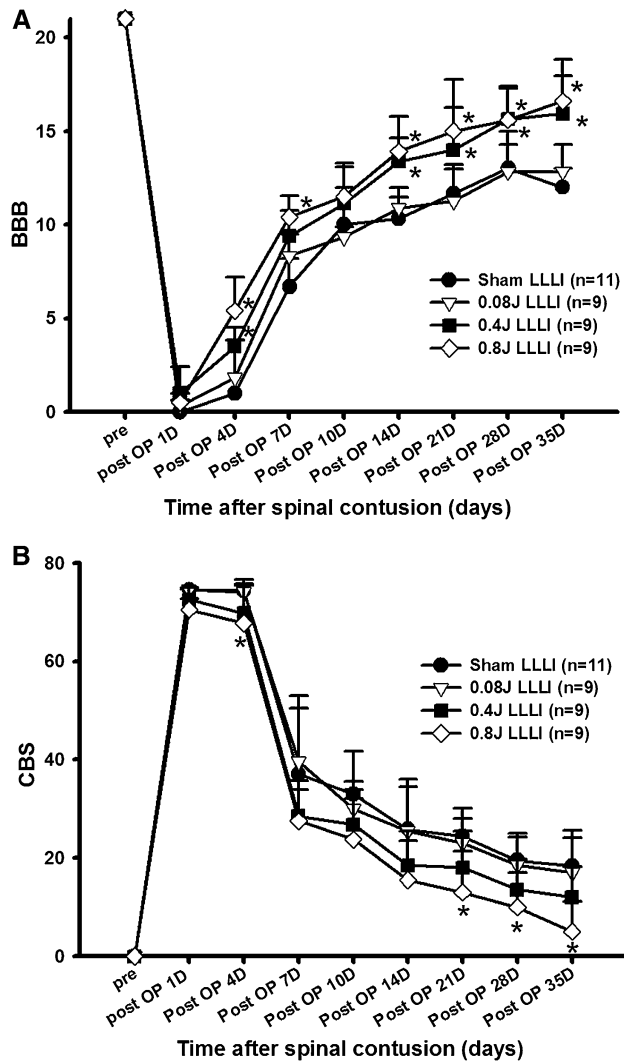 A
20
15
10
5
0
BBB
* * * * * * * * * * *
Sham LLLI (n=11)
0.08J LLLI (n=9)
0.4J LLLI (n=9)
0.8J LLLI (n=9)
pre
post OP 1D
Post OP 4D
Post OP 7D
Post OP 10D
Post OP 14D
Post OP 21D
Post OP 28D
Post OP 35D
Time after spinal contusion (days)
B
80
60
40
20
0
CBS
* * * *
Sham LLLI (n=11)
0.08J LLLI (n=9)
0.4J LLLI (n=9)
0.8J LLLI (n=9)
pre
post OP 1D
Post OP 4D
Post OP 7D
Post OP 10D
Post OP 14D
Post OP 21D
Post OP 28D
Post OP 35D
Time after spinal contusion (days)